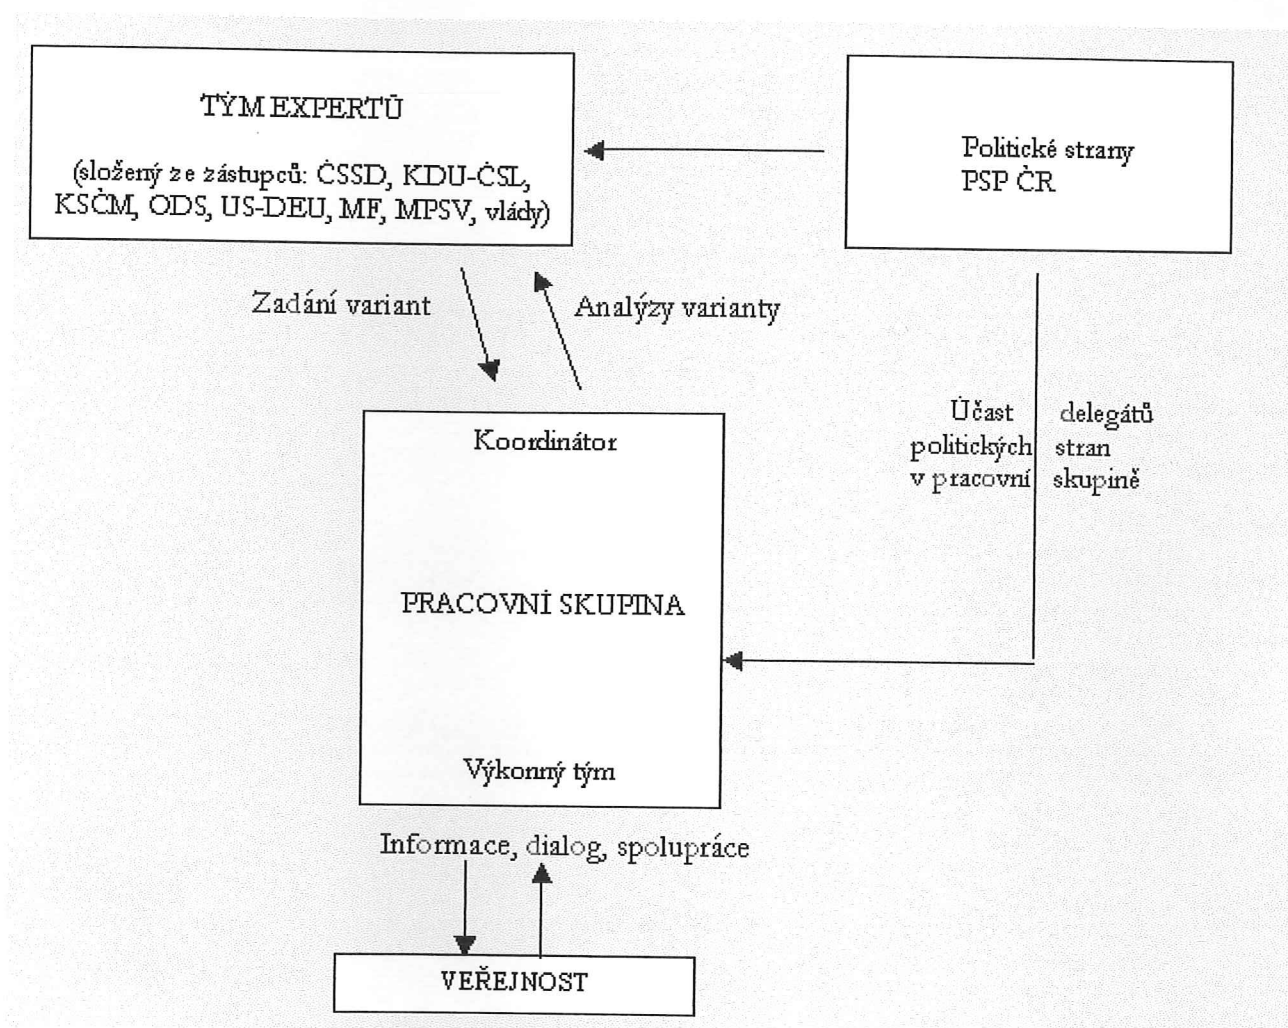 TÝM EXPERTŮ
(složený ze zástupců: ČSSD, KDU-ČSL,
KSČM, ODS, US-DEU, MF, MPSV, vlády)
Politické strany
PSP ČR
Zadání variant
Analýzy varianty
Účast delegátů
politických stran
v pracovní skupině
Koordinátor
PRACOVNÍ SKUPINA
Výkonný tým
Informace, dialog, spolupráce
VEŘEJNOST